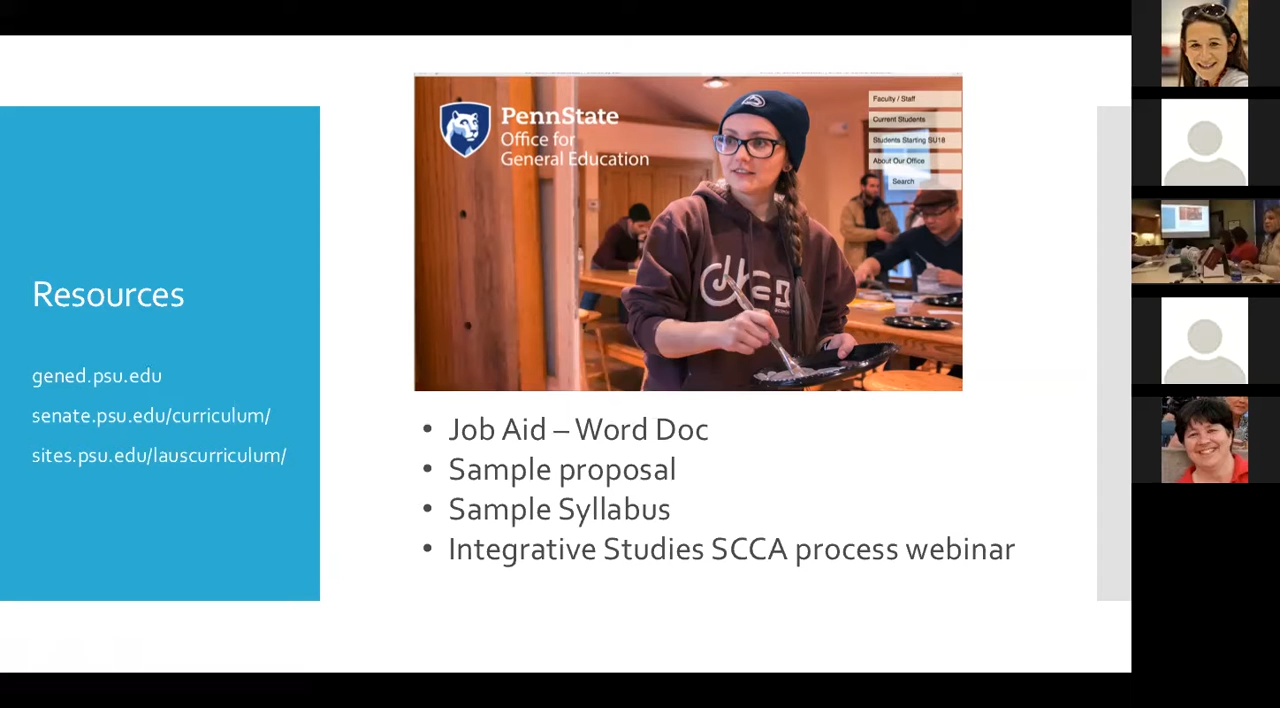 Resources
gened.psu.edu
senate.psu.edu/curriculum/
sites.psu.edu/lauscurriculum/
PennState
Office for
General Education
Faculty / Staff
Current Students
Students Starting SU18
About Our Office
Search
• Job Aid – Word Doc
• Sample proposal
• Sample Syllabus
• Integrative Studies SCCA process webinar